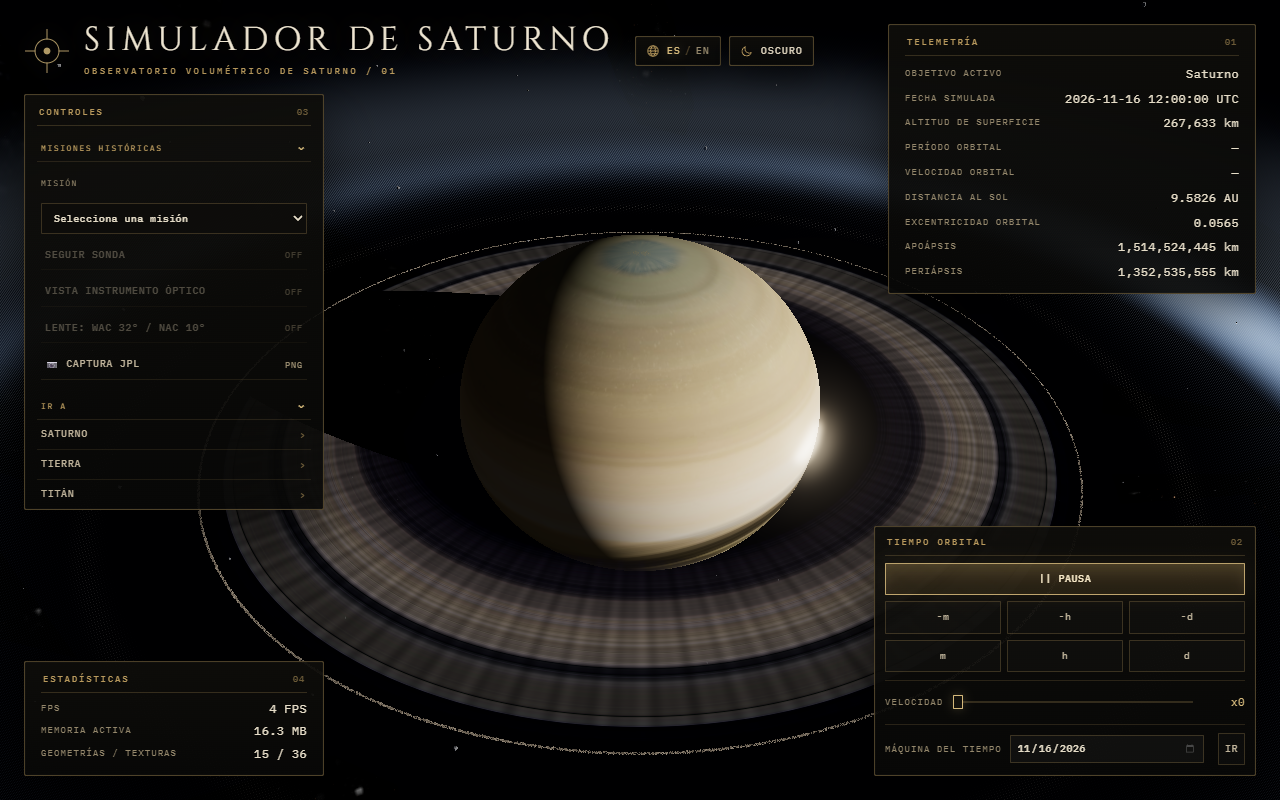 SIMULADOR DE SATURNO
OBSERVATORIO VOLUMÉTRICO DE SATURNO / 01
ES / EN
OSCURO
CONTROLES 03
MISIONES HISTÓRICAS
MISIÓN
Selecciona una misión
SEGUIR SONDA OFF
VISTA INSTRUMENTO ÓPTICO OFF
LENTE: WAC 32° / NAC 10° OFF
CAPTURA JPL PNG
IR A
SATURNO ›
TIERRA ›
TITÁN ›
ESTADÍSTICAS 04
FPS 4 FPS
MEMORIA ACTIVA 16.3 MB
GEOMETRÍAS / TEXTURAS 15 / 36
TELEMETRÍA 01
OBJETIVO ACTIVO Saturno
FECHA SIMULADA 2026-11-16 12:00:00 UTC
ALTITUD DE SUPERFICIE 267,633 km
PERÍODO ORBITAL —
VELOCIDAD ORBITAL —
DISTANCIA AL SOL 9.5826 AU
EXCENTRICIDAD ORBITAL 0.0565
APOÁPSIS 1,514,524,445 km
PERIÁPSIS 1,352,535,555 km
TIEMPO ORBITAL 02
|| PAUSA
-m -h -d
m h d
VELOCIDAD x0
MÁQUINA DEL TIEMPO 11/16/2026 IR